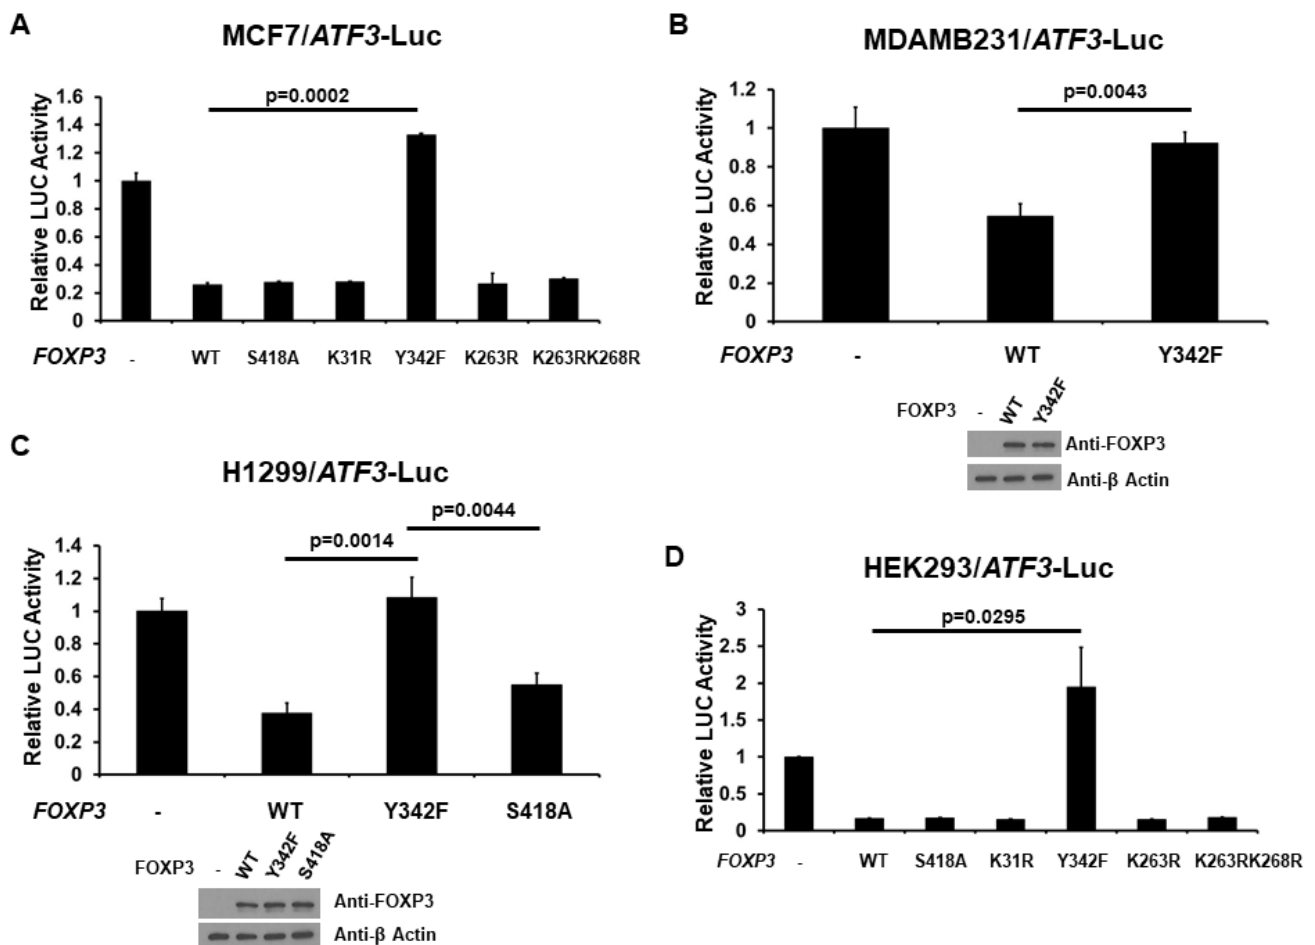 A
MCF7/ATF3-Luc
Relative LUC Activity
1.6
1.4
1.2
1
0.8
0.6
0.4
0.2
0
p=0.0002
FOXP3 - WT S418A K31R Y342F K263R K263RK268R
B
MDAMB231/ATF3-Luc
Relative LUC Activity
1.2
1
0.8
0.6
0.4
0.2
0
p=0.0043
FOXP3 - WT Y342F
FOXP3 - WT Y342F
Anti-FOXP3
Anti-β Actin
C
H1299/ATF3-Luc
Relative LUC Activity
1.4
1.2
1
0.8
0.6
0.4
0.2
0
p=0.0044
p=0.0014
FOXP3 - WT Y342F S418A
FOXP3 - WT Y342F S418A
Anti-FOXP3
Anti-β Actin
D
HEK293/ATF3-Luc
Relative LUC Activity
3
2.5
2
1.5
1
0.5
0
p=0.0295
FOXP3 - WT S418A K31R Y342F K263R K263RK268R